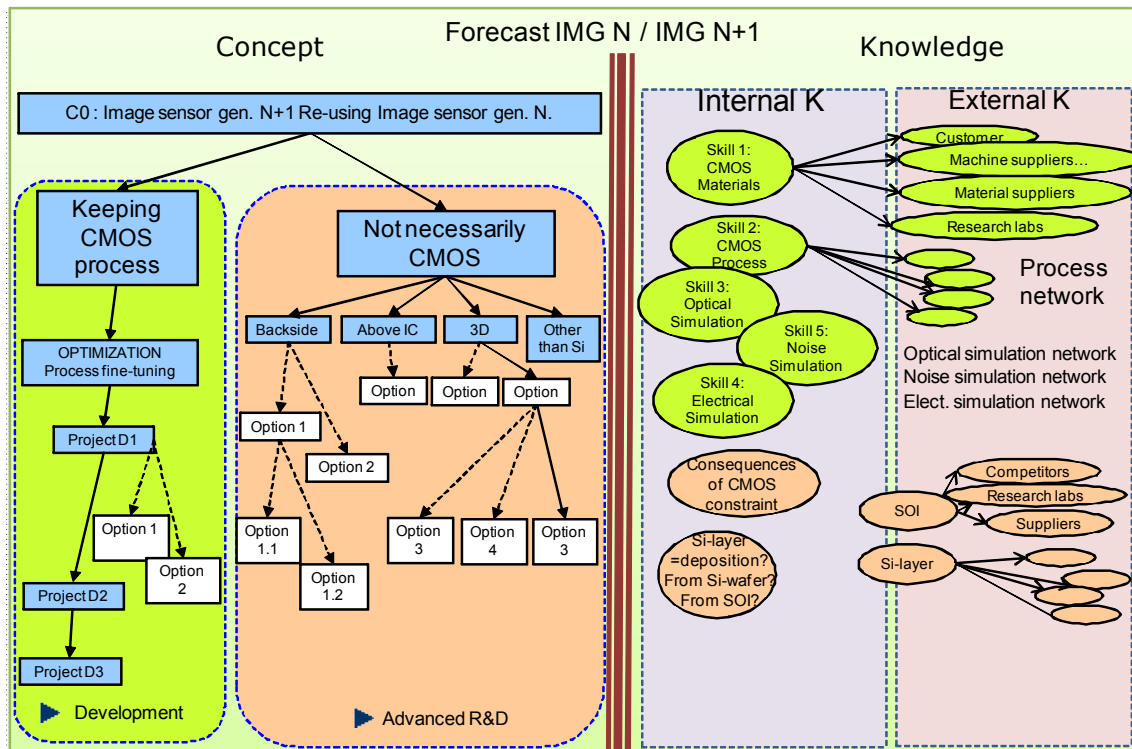 Forecast IMG N / IMG N+1
Concept
C0 : Image sensor gen. N+1 Re-using Image sensor gen. N.
Keeping
CMOS
process
OPTIMIZATION
Process fine-tuning
Project D1
Option 1
Option
2
Project D2
Project D3
Development
Not necessarily
CMOS
Backside
Above IC
3D
Other
than Si
Option
Option
Option
Option 1
Option 2
Option
1.1
Option
1.2
Option
3
Option
4
Option
3
Advanced R&D
Knowledge
Internal K
Skill 1:
CMOS
Materials
Skill 2:
CMOS
Process
Skill 3:
Optical
Simulation
Skill 5:
Noise
Simulation
Skill 4:
Electrical
Simulation
Consequences
of CMOS
constraint
Si-layer
=deposition?
From Si-wafer?
From SOI?
External K
Customer
Machine suppliers…
Material suppliers
Research labs
Process
network
Optical simulation network
Noise simulation network
Elect. simulation network
Competitors
Research labs
SOI
Suppliers
Si-layer